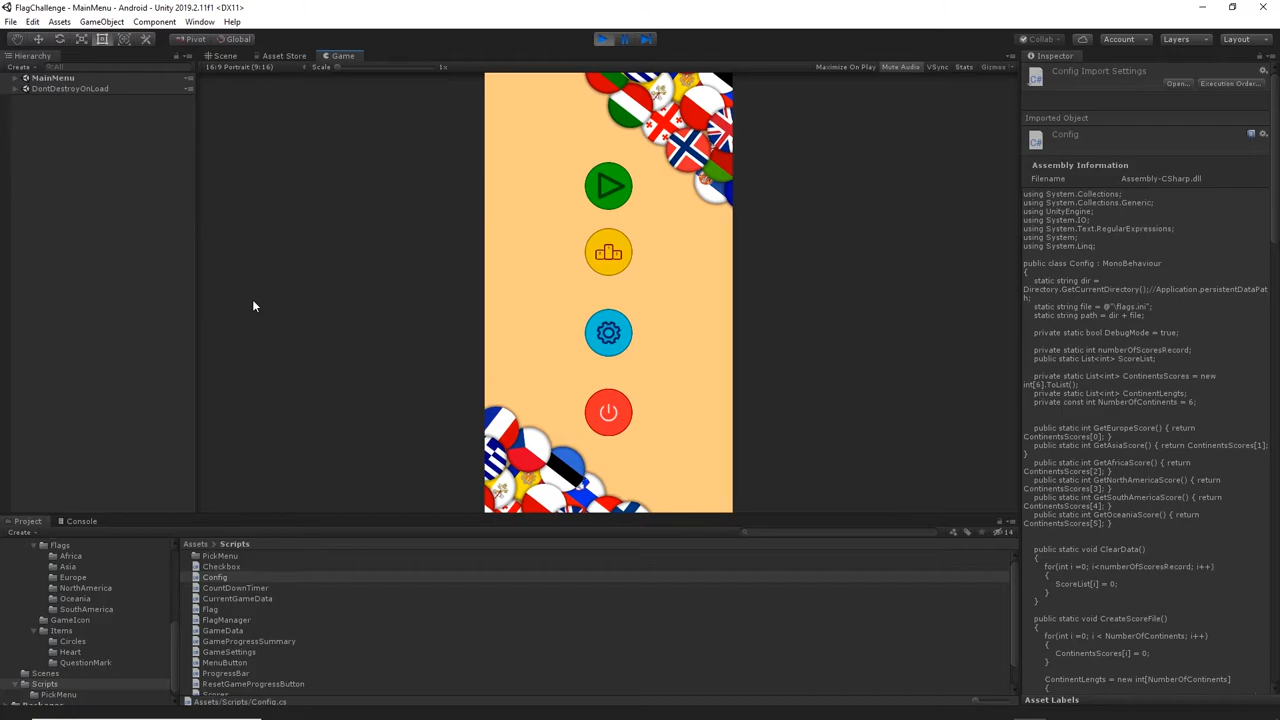 FlagChallenge - MainMenu - Android - Unity 2019.2.11f1 <DX11>
File Edit Assets GameObject Component Window Help
Pivot Global Collab Account Layers Layout
Hierarchy Scene Asset Store Game Inspector
Create All 16:9 Portrait (9:16) Scale 1x Maximize On Play Mute Audio VSync Stats Gizmos
MainMenu
DontDestroyOnLoad
Config Import Settings
Open... Execution Order...
Imported Object
Config
Assembly Information
Filename Assembly-CSharp.dll
using System.Collections;
using System.Collections.Generic;
using UnityEngine;
using System.IO;
using System.Text.RegularExpressions;
using System;
using System.Linq;
public class Config : MonoBehaviour
{
static string dir =
Directory.GetCurrentDirectory();//Application.persistentDataPat
h;
static string file = @"\flags.ini";
static string path = dir + file;
private static bool DebugMode = true;
private static int numberOfScoresRecord;
public static List<int> ScoreList;
private static List<int> ContinentsScores = new
int[6].ToList();
private static List<int> ContinentLengts;
private const int NumberOfContinents = 6;
public static int GetEuropeScore() { return
ContinentsScores[0]; }
public static int GetAsiaScore() { return ContinentsScores[1];
}
public static int GetAfricaScore() { return
ContinentsScores[2]; }
public static int GetNorthAmericaScore() { return
ContinentsScores[3]; }
public static int GetSouthAmericaScore() { return
ContinentsScores[4]; }
public static int GetOceaniaScore() { return
ContinentsScores[5]; }
public static void ClearData()
{
for(int i =0; i<numberOfScoresRecord; i++)
{
ScoreList[i] = 0;
}
}
public static void CreateScoreFile()
{
for(int i =0; i < NumberOfContinents; i++)
{
ContinentsScores[i] = 0;
}
ContinentLengts = new int[NumberOfContinents]
{
Asset Labels
Project Console
Create 14
Flags
Africa
Asia
Europe
NorthAmerica
Oceania
SouthAmerica
GameIcon
Items
Circles
Heart
QuestionMark
Scenes
Scripts
PickMenu
Assets Scripts
PickMenu
Checkbox
Config
CountDownTimer
CurrentGameData
Flag
FlagManager
GameData
GameProgressSummary
GameSettings
MenuButton
ProgressBar
ResetGameProgressButton
Scores
Assets/Scripts/Config.cs